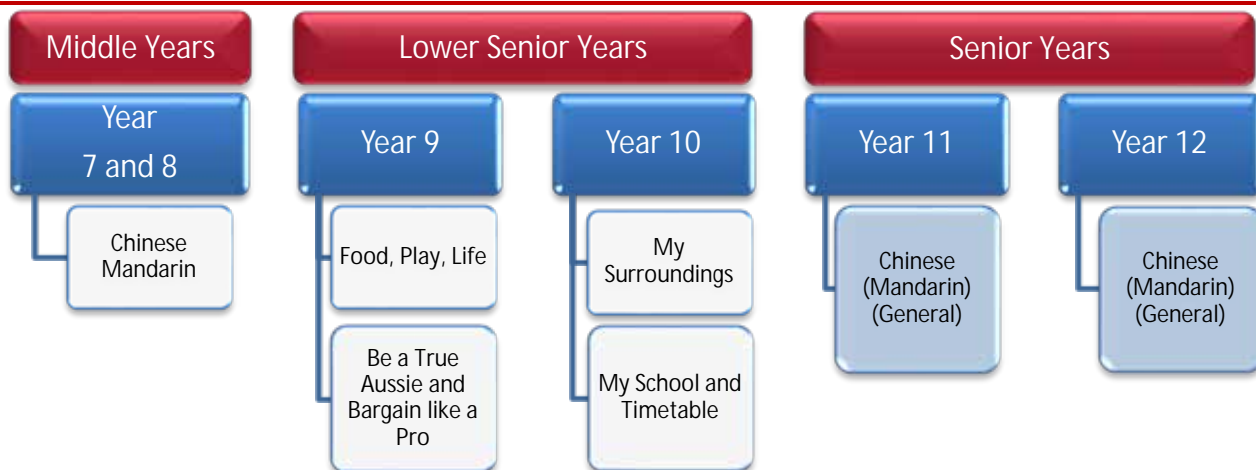 Middle Years
Lower Senior Years
Senior Years
Year
7 and 8
Year 9
Year 10
Year 11
Year 12
Chinese
Mandarin
Food, Play, Life
Be a True
Aussie and
Bargain like a
Pro
My
Surroundings
My School and
Timetable
Chinese
(Mandarin)
(General)
Chinese
(Mandarin)
(General)